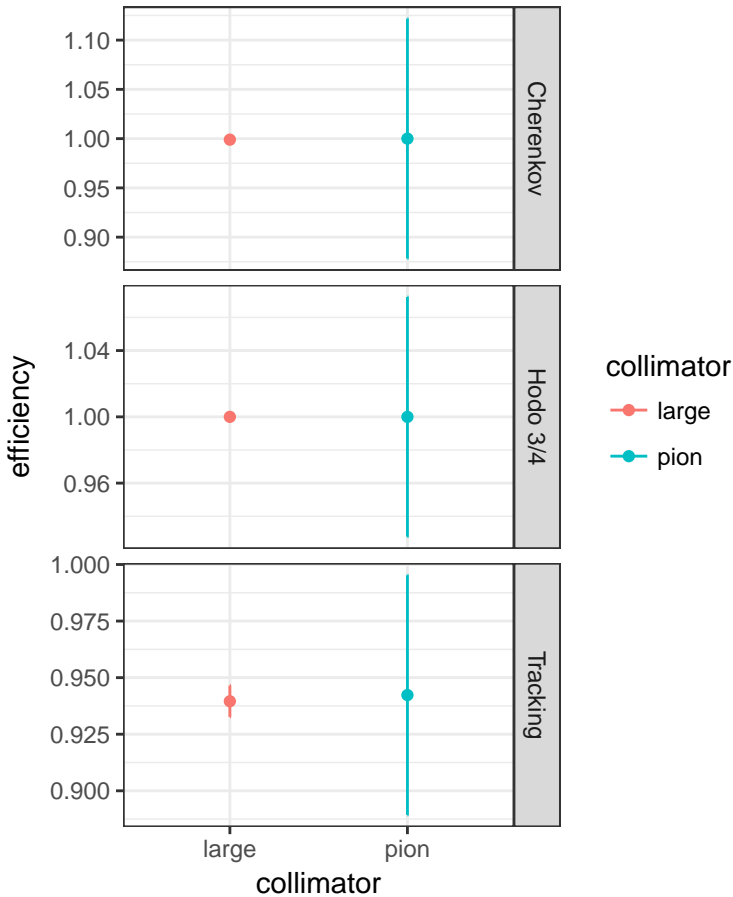 1.10
1.05
1.00
0.95
0.90
Cherenkov
1.04
1.00
0.96
Hodo 3/4
1.000
0.975
0.950
0.925
0.900
Tracking
efficiency
large
pion
collimator
collimator
large
pion